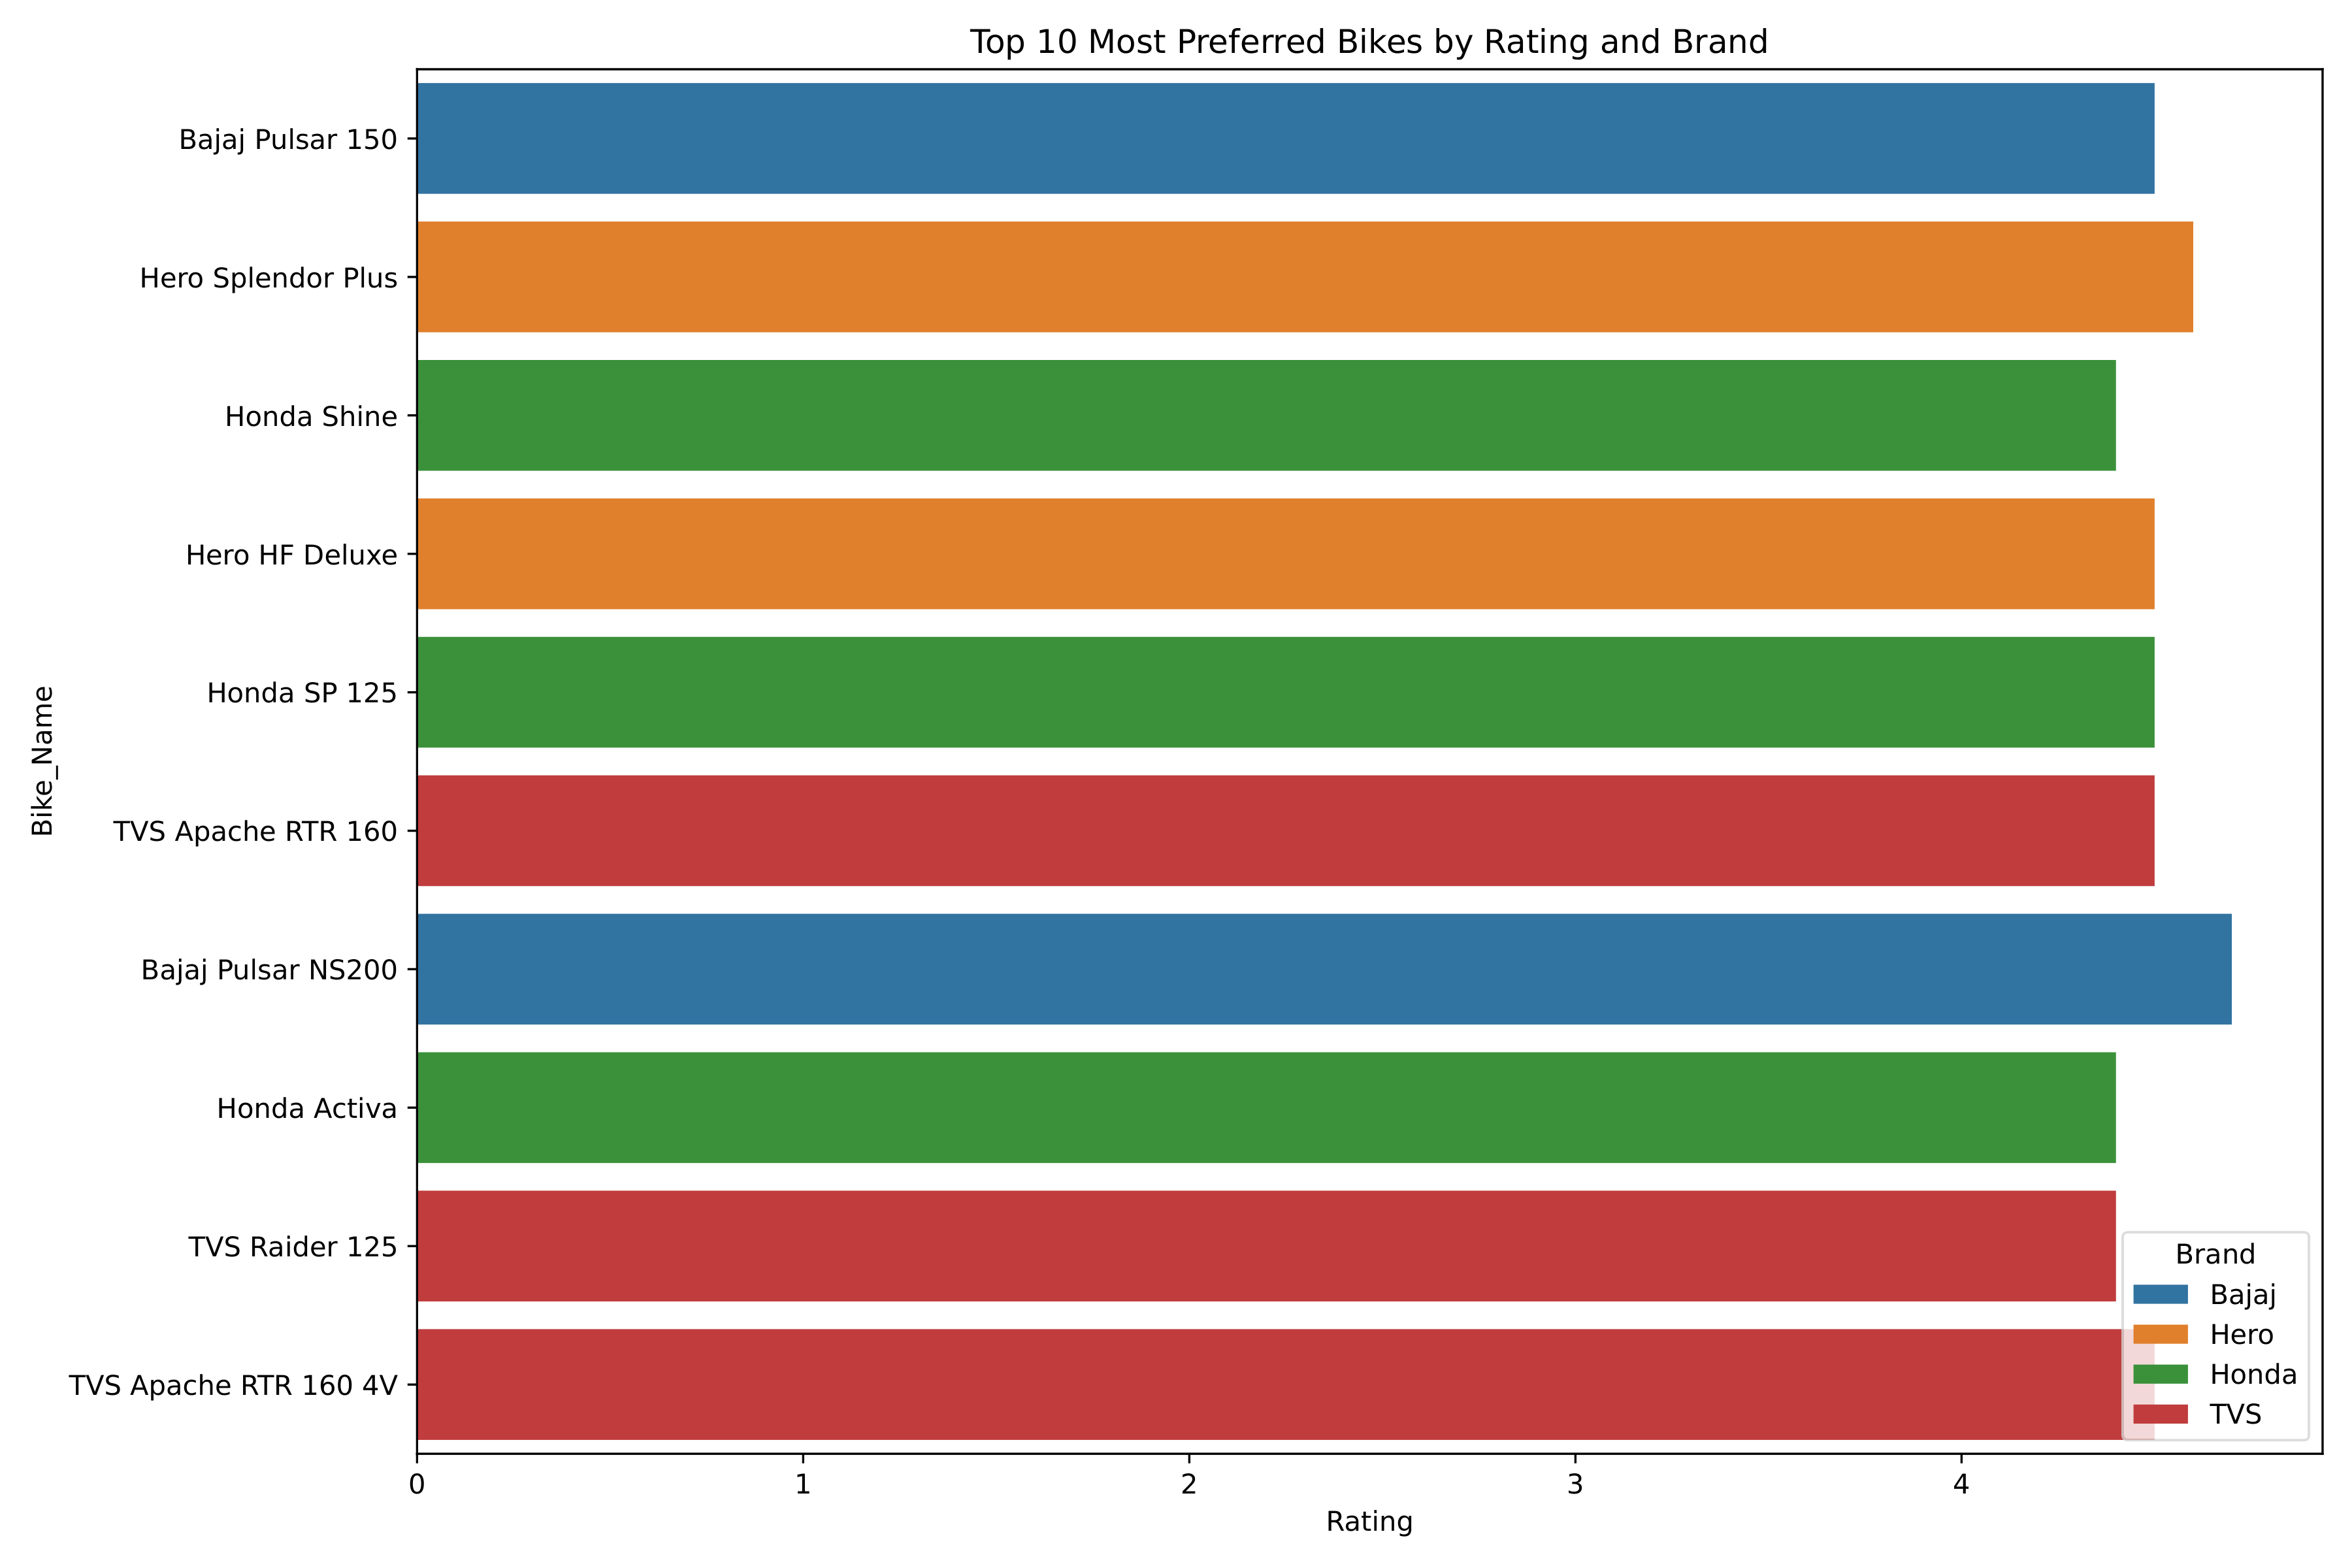 Top 10 Most Preferred Bikes by Rating and Brand
Bike_Name
Bajaj Pulsar 150
Hero Splendor Plus
Honda Shine
Hero HF Deluxe
Honda SP 125
TVS Apache RTR 160
Bajaj Pulsar NS200
Honda Activa
TVS Raider 125
TVS Apache RTR 160 4V
Brand
Bajaj
Hero
Honda
TVS
0 1 2 3 4
Rating